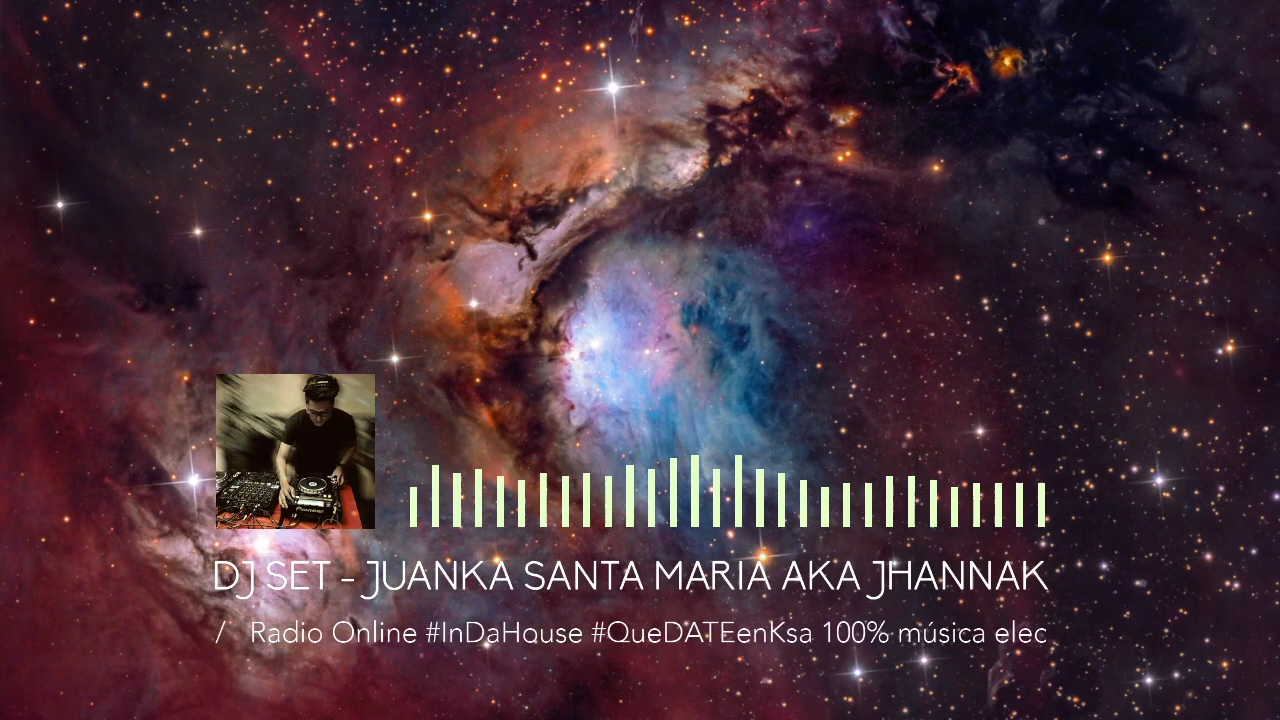 DJ SET - JUANKA SANTA MARIA AKA JHANNAK
/ Radio Online #InDaHouse #QueDATEenKsa 100% música elec